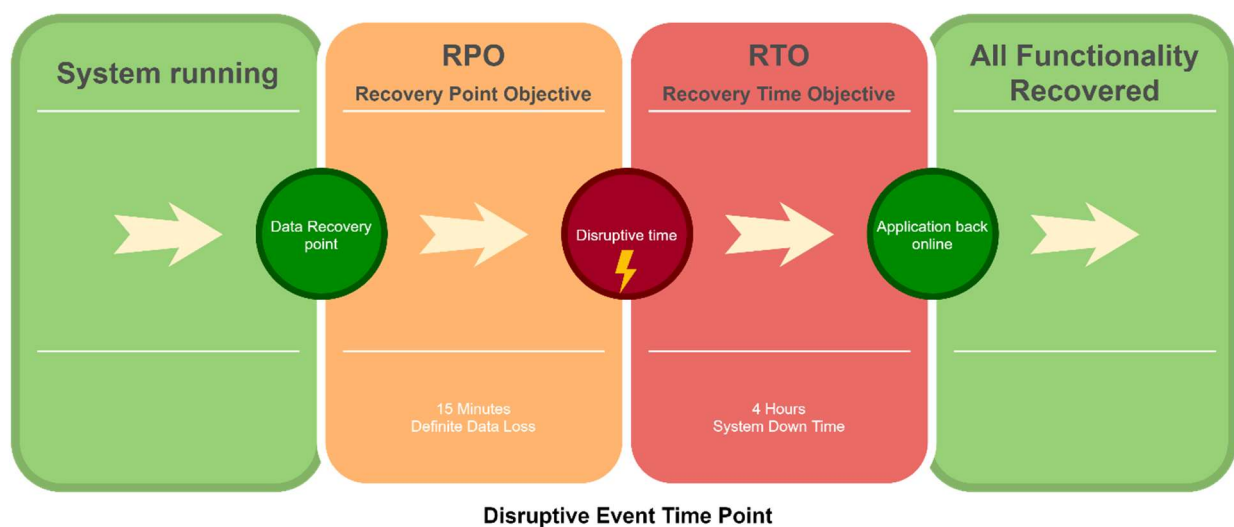 System running
RPO
Recovery Point Objective
RTO
Recovery Time Objective
All Functionality
Recovered
Data Recovery
point
Disruptive time
Application back
online
15 Minutes
Definite Data Loss
4 Hours
System Down Time
Disruptive Event Time Point